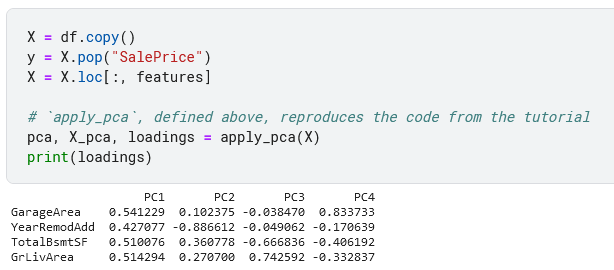 X = df.copy()
y = X.pop("SalePrice")
X = X.loc[:, features]
# `apply_pca`, defined above, reproduces the code from the tutorial
pca, X_pca, loadings = apply_pca(X)
print(loadings)
PC1 PC2 PC3 PC4
GarageArea 0.541229 0.102375 -0.038470 0.833733
YearRemodAdd 0.427077 -0.886612 -0.049062 -0.170639
TotalBsmtSF 0.510076 0.360778 -0.666836 -0.406192
GrLivArea 0.514294 0.270700 0.742592 -0.332837